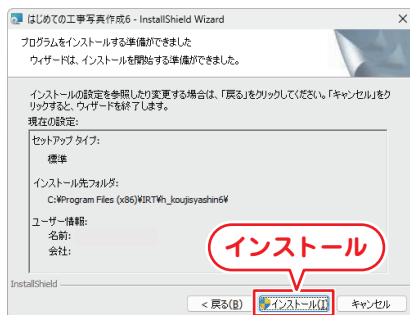 はじめての工事写真作成6 - InstallShield Wizard
プログラムをインストールする準備ができました
ウィザードは、インストールを開始する準備ができました。
インストールの設定を参照したり変更する場合は、「戻る」をクリックしてください。「キャンセル」をク
リックすると、ウィザードを終了します。
現在の設定:
セットアップ タイプ:
標準
インストール先フォルダ:
C:¥Program Files (x86)¥IRT¥h_koujisyashin6¥
ユーザー情報:
名前:
会社:
インストール
InstallShield
< 戻る(B)
インストール(I)
キャンセル